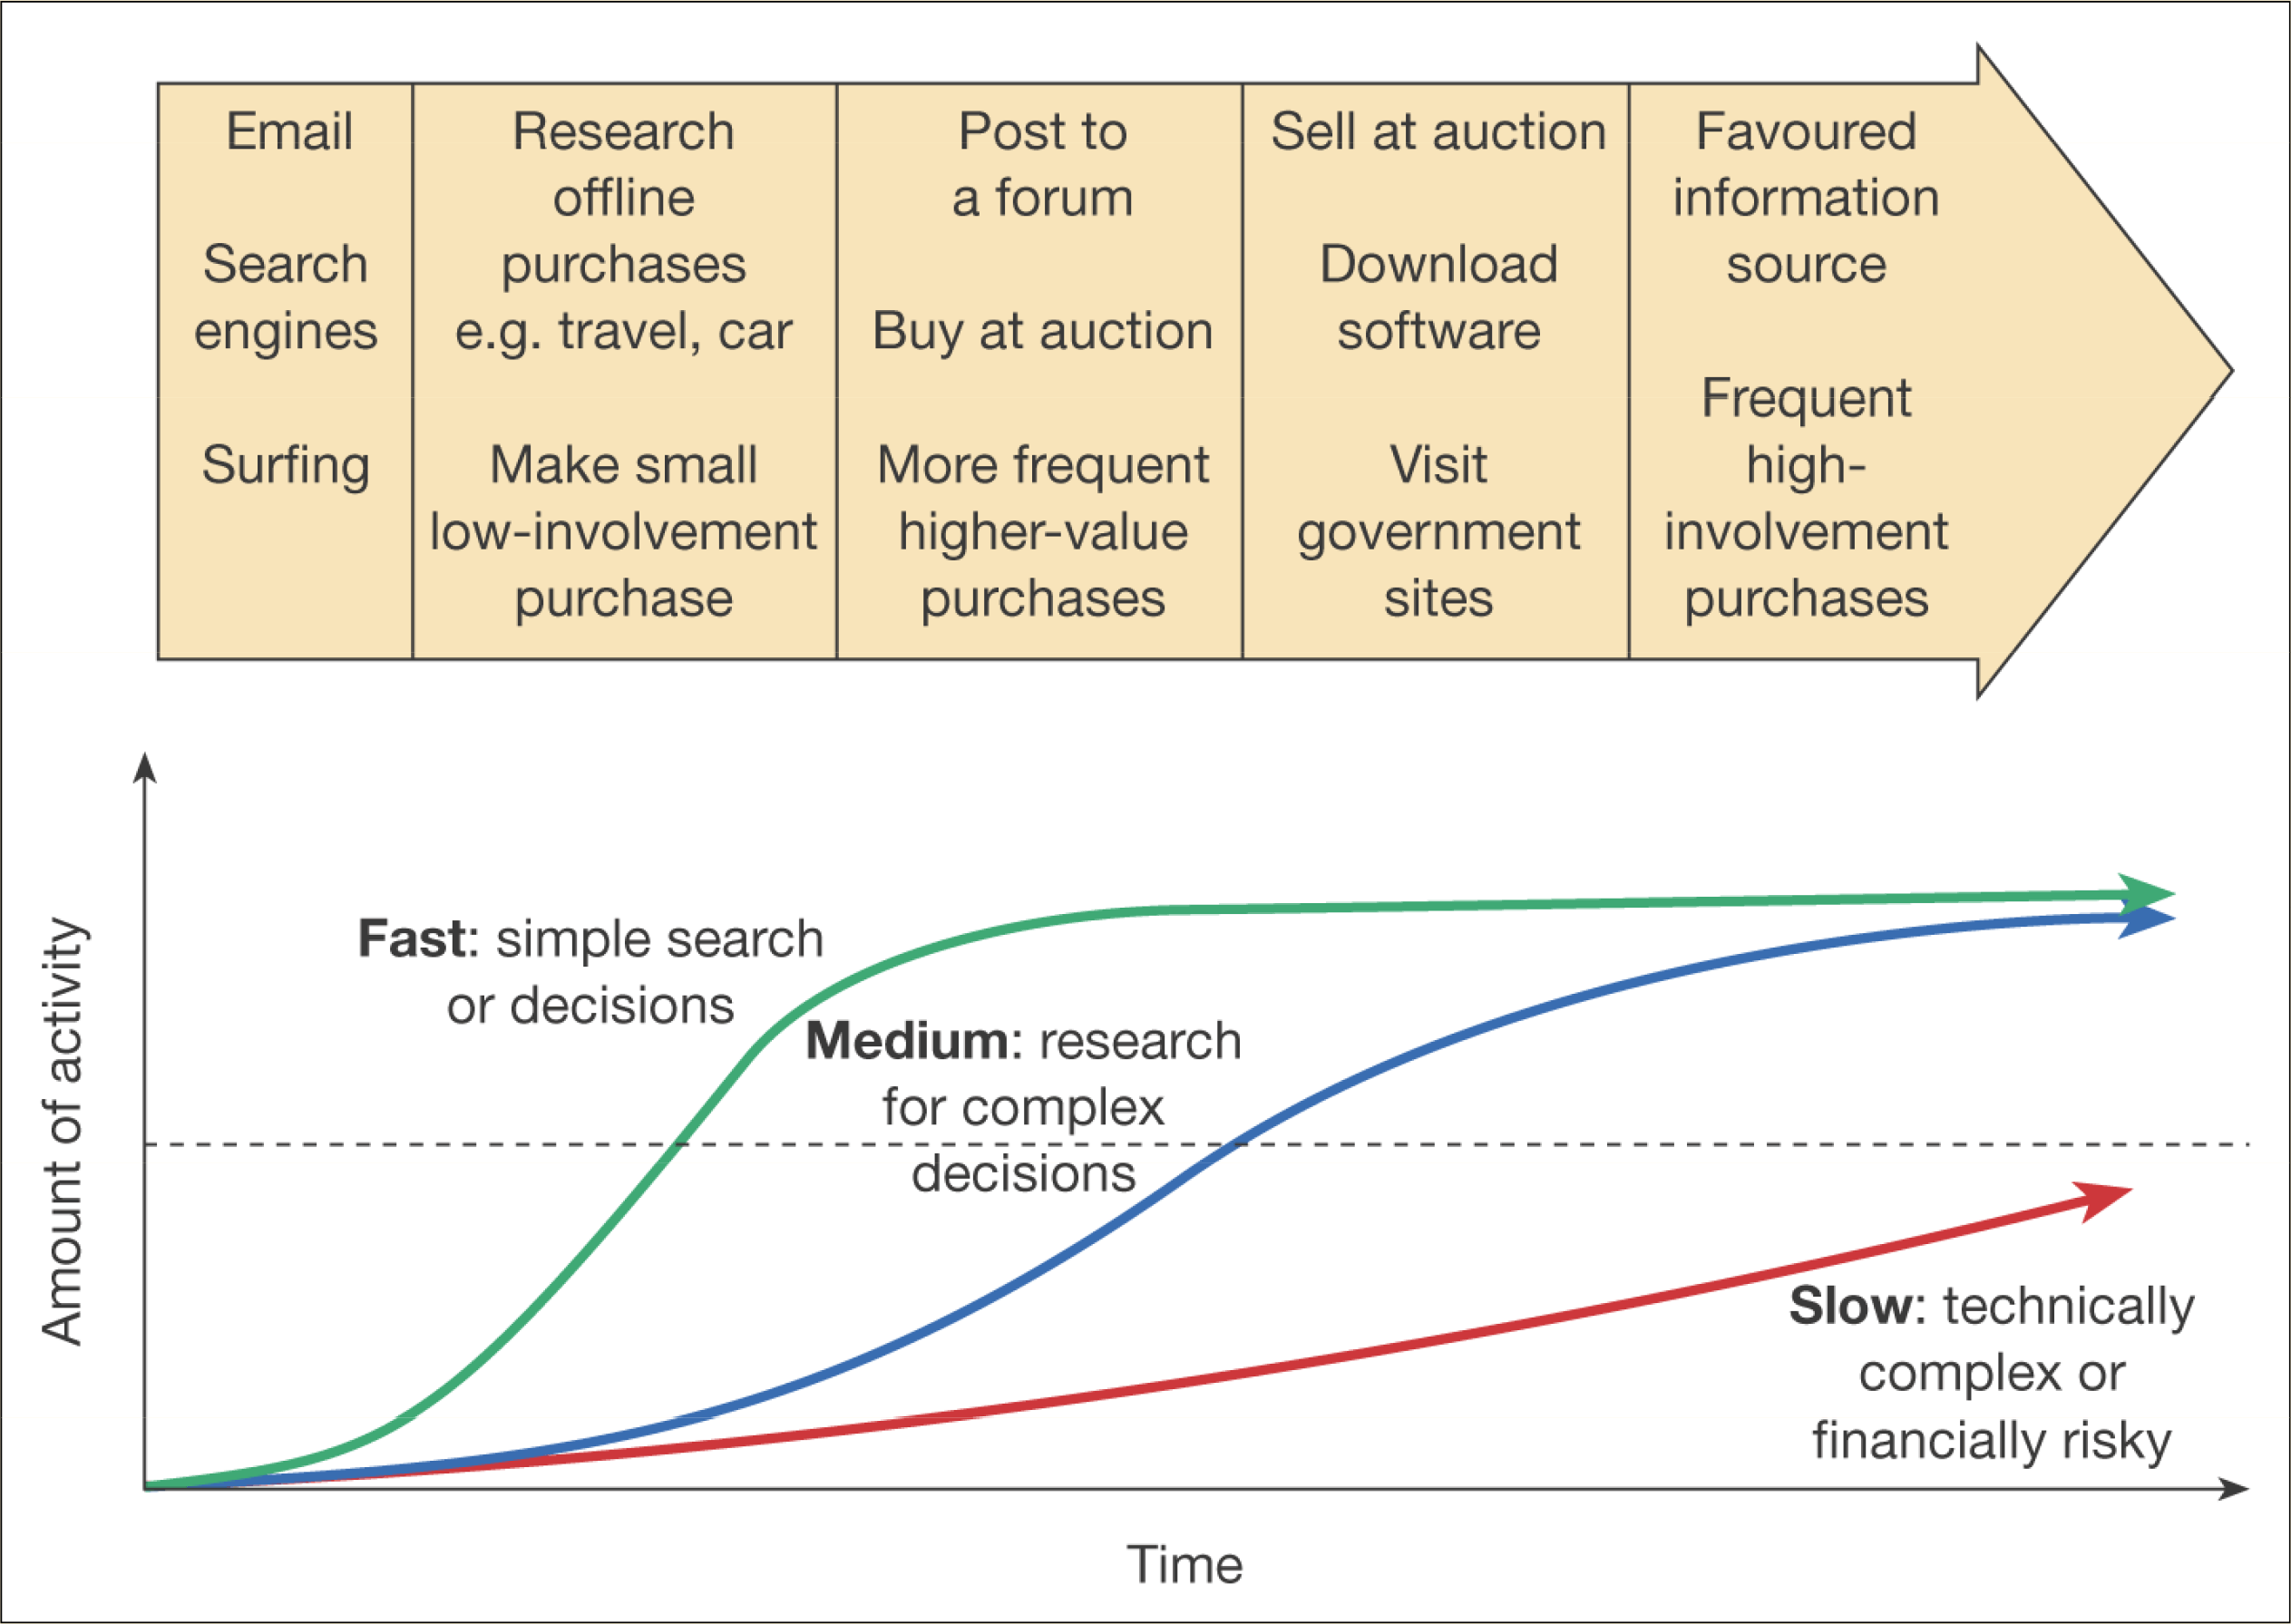 Email
Search
engines
Surfing
Research
offline
purchases
e.g. travel, car
Make small
low-involvement
purchase
Post to
a forum
Buy at auction
More frequent
higher-value
purchases
Sell at auction
Download
software
Visit
government
sites
Favoured
information
source
Frequent
high-
involvement
purchases
Amount of activity
Fast: simple search
or decisions
Medium: research
for complex
decisions
Slow: technically
complex or
financially risky
Time